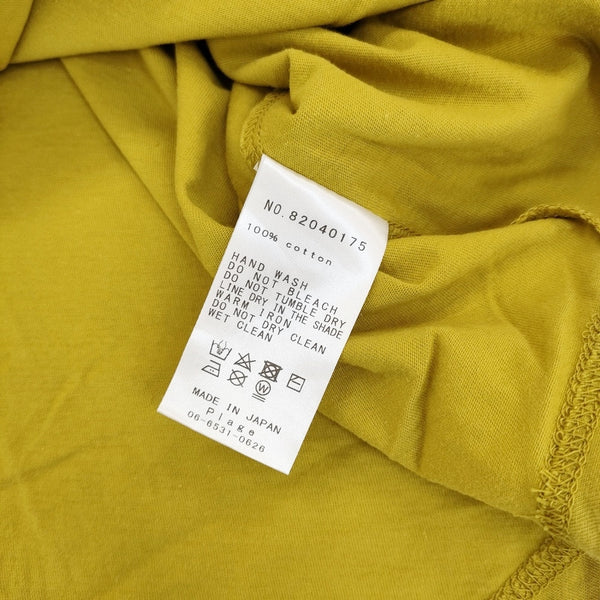 NO.82040175
100% cotton
HAND WASH
DO NOT BLEACH
DO NOT TUMBLE DRY
LINE DRY IN THE SHADE
WARM IRON
DO NOT DRY CLEAN
WET CLEAN
W
MADE IN JAPAN
Plage
06-6531-0626